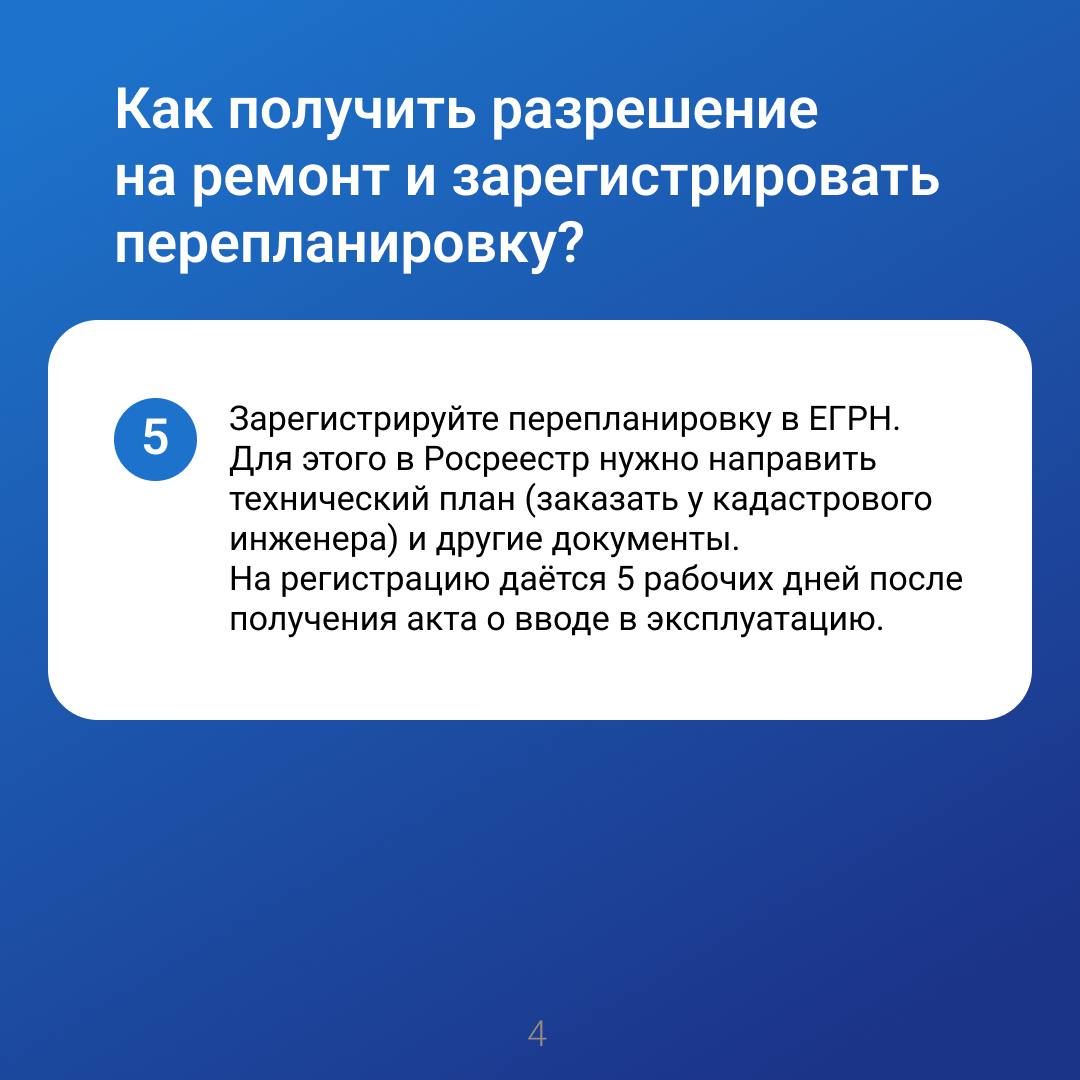 Как получить разрешение
на ремонт и зарегистрировать
перепланировку?
5
Зарегистрируйте перепланировку в ЕГРН.
Для этого в Росреестр нужно направить
технический план (заказать у кадастрового
инженера) и другие документы.
На регистрацию даётся 5 рабочих дней после
получения акта о вводе в эксплуатацию.
4